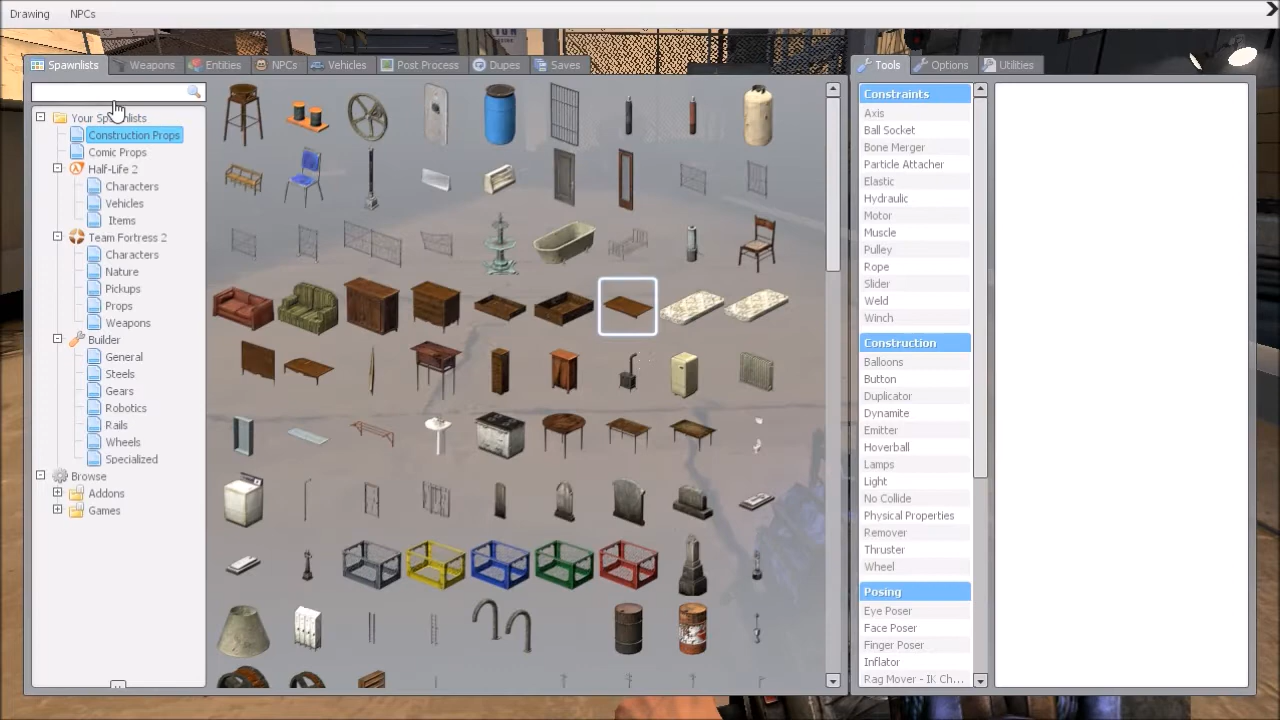 Drawing NPCs
Spawnlists Weapons Entities NPCs Vehicles Post Process Dupes Saves
Tools Options Utilities
Your Spawnlists
Construction Props
Comic Props
Half-Life 2
Characters
Vehicles
Items
Team Fortress 2
Characters
Nature
Pickups
Props
Weapons
Builder
General
Steels
Gears
Robotics
Rails
Wheels
Specialized
Browse
Addons
Games
Constraints
Axis
Ball Socket
Bone Merger
Particle Attacher
Elastic
Hydraulic
Motor
Muscle
Pulley
Rope
Slider
Weld
Winch
Construction
Balloons
Button
Duplicator
Dynamite
Emitter
Hoverball
Lamps
Light
No Collide
Physical Properties
Remover
Thruster
Wheel
Posing
Eye Poser
Face Poser
Finger Poser
Inflator
Rag Mover - IK Ch...